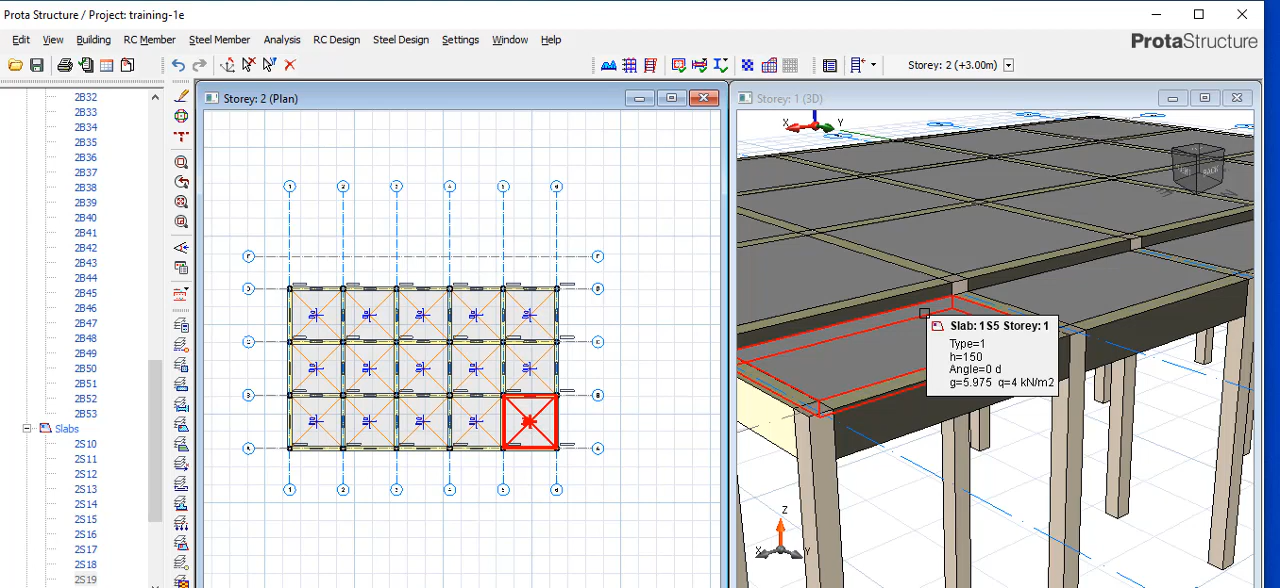 Prota Structure / Project: training-1e
Edit View Building RC Member Steel Member Analysis RC Design Steel Design Settings Window Help
ProtaStructure
Storey: 2 (+3.00m)
2B32
2B33
2B34
2B35
2B36
2B37
2B38
2B39
2B40
2B41
2B42
2B43
2B44
2B45
2B46
2B47
2B48
2B49
2B50
2B51
2B52
2B53
Slabs
2S10
2S11
2S12
2S13
2S14
2S15
2S16
2S17
2S18
2S19
Storey: 2 (Plan)
1 2 3
Storey: 1 (3D)
X Y
Slab: 1S5 Storey: 1
Type=1
h=150
Angle=0 d
g=5.975 q=4 kN/m2
Z
X Y